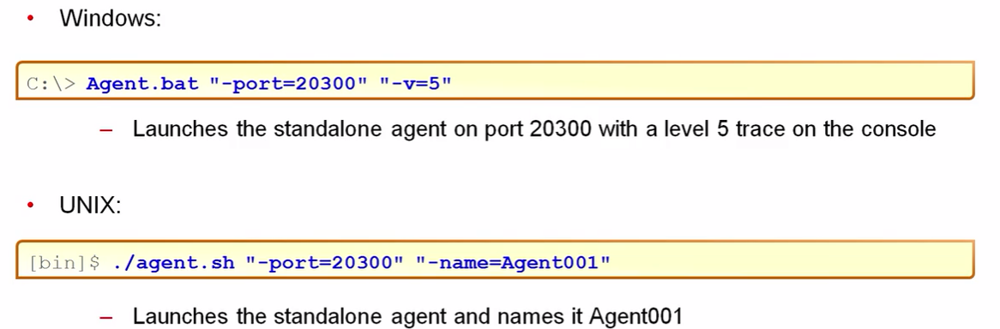 • Windows:
C:\> Agent.bat "-port=20300" "-v=5"
– Launches the standalone agent on port 20300 with a level 5 trace on the console
• UNIX:
[bin]$ ./agent.sh "-port=20300" "-name=Agent001"
– Launches the standalone agent and names it Agent001